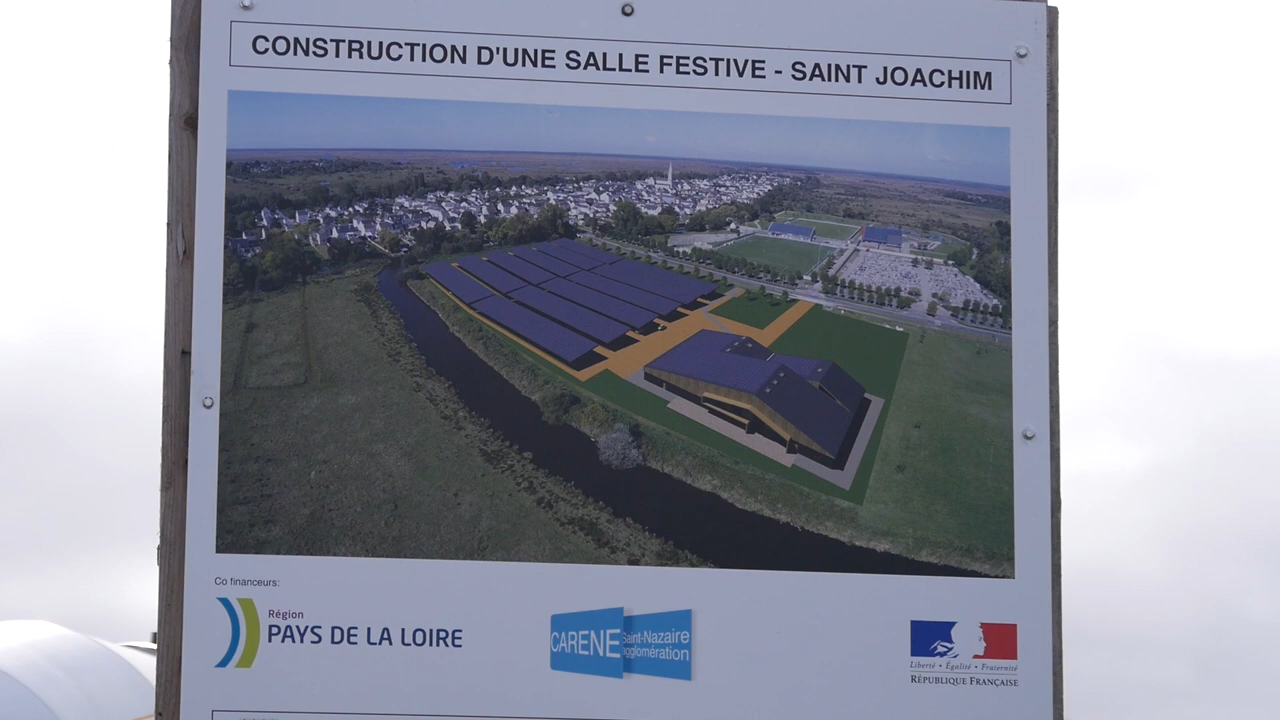 CONSTRUCTION D'UNE SALLE FESTIVE - SAINT JOACHIM
Co financeurs:
Région
PAYS DE LA LOIRE
CARENE
Saint-Nazaire
agglomération
Liberté • Égalité • Fraternité
RÉPUBLIQUE FRANÇAISE